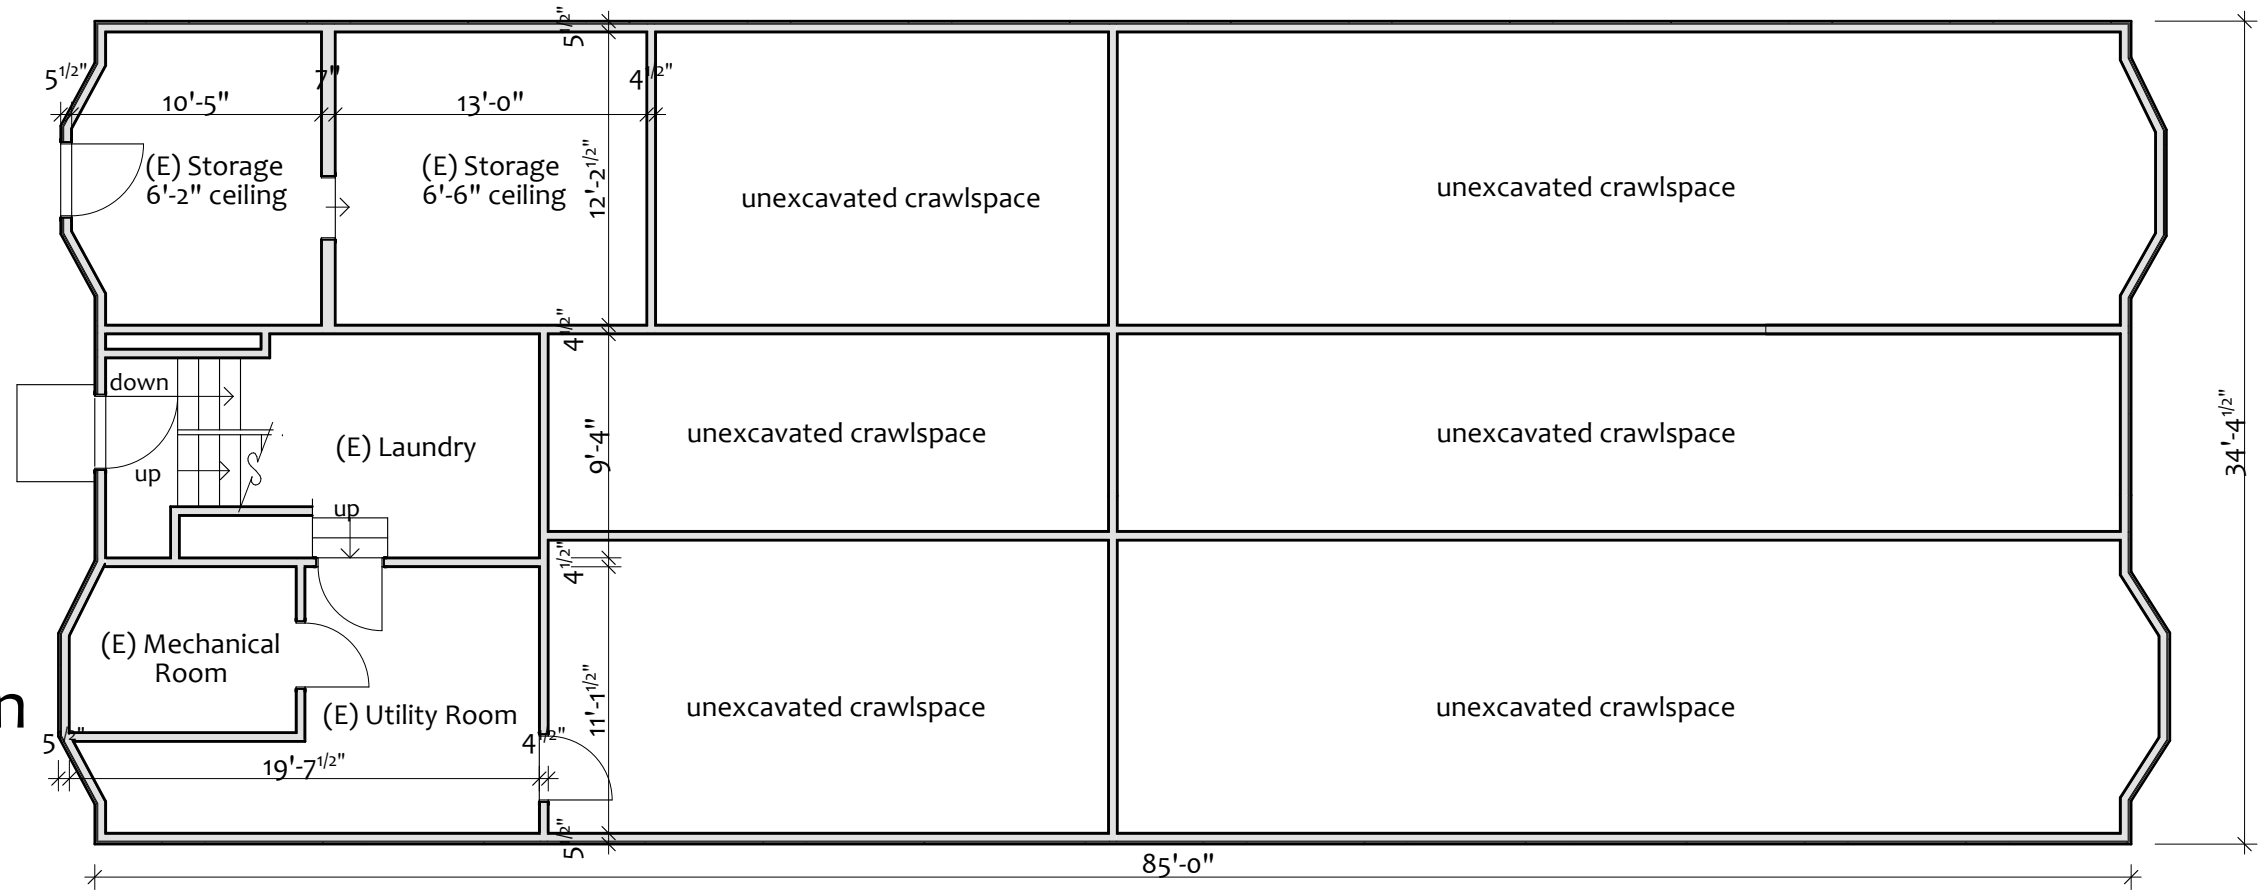 5 1/2"
5 1/2"
7"
4 1/2"
10'-5"
13'-0"
(E) Storage
6'-2" ceiling
(E) Storage
6'-6" ceiling
12'-2 1/2"
unexcavated crawlspace
unexcavated crawlspace
4 1/2"
down
up
(E) Laundry
9'-4"
unexcavated crawlspace
unexcavated crawlspace
34'-4 1/2"
up
4 1/2"
(E) Mechanical
Room
(E) Utility Room
11'-1 1/2"
unexcavated crawlspace
unexcavated crawlspace
n
5 1/2"
4 1/2"
19'-7 1/2"
5 1/2"
85'-0"